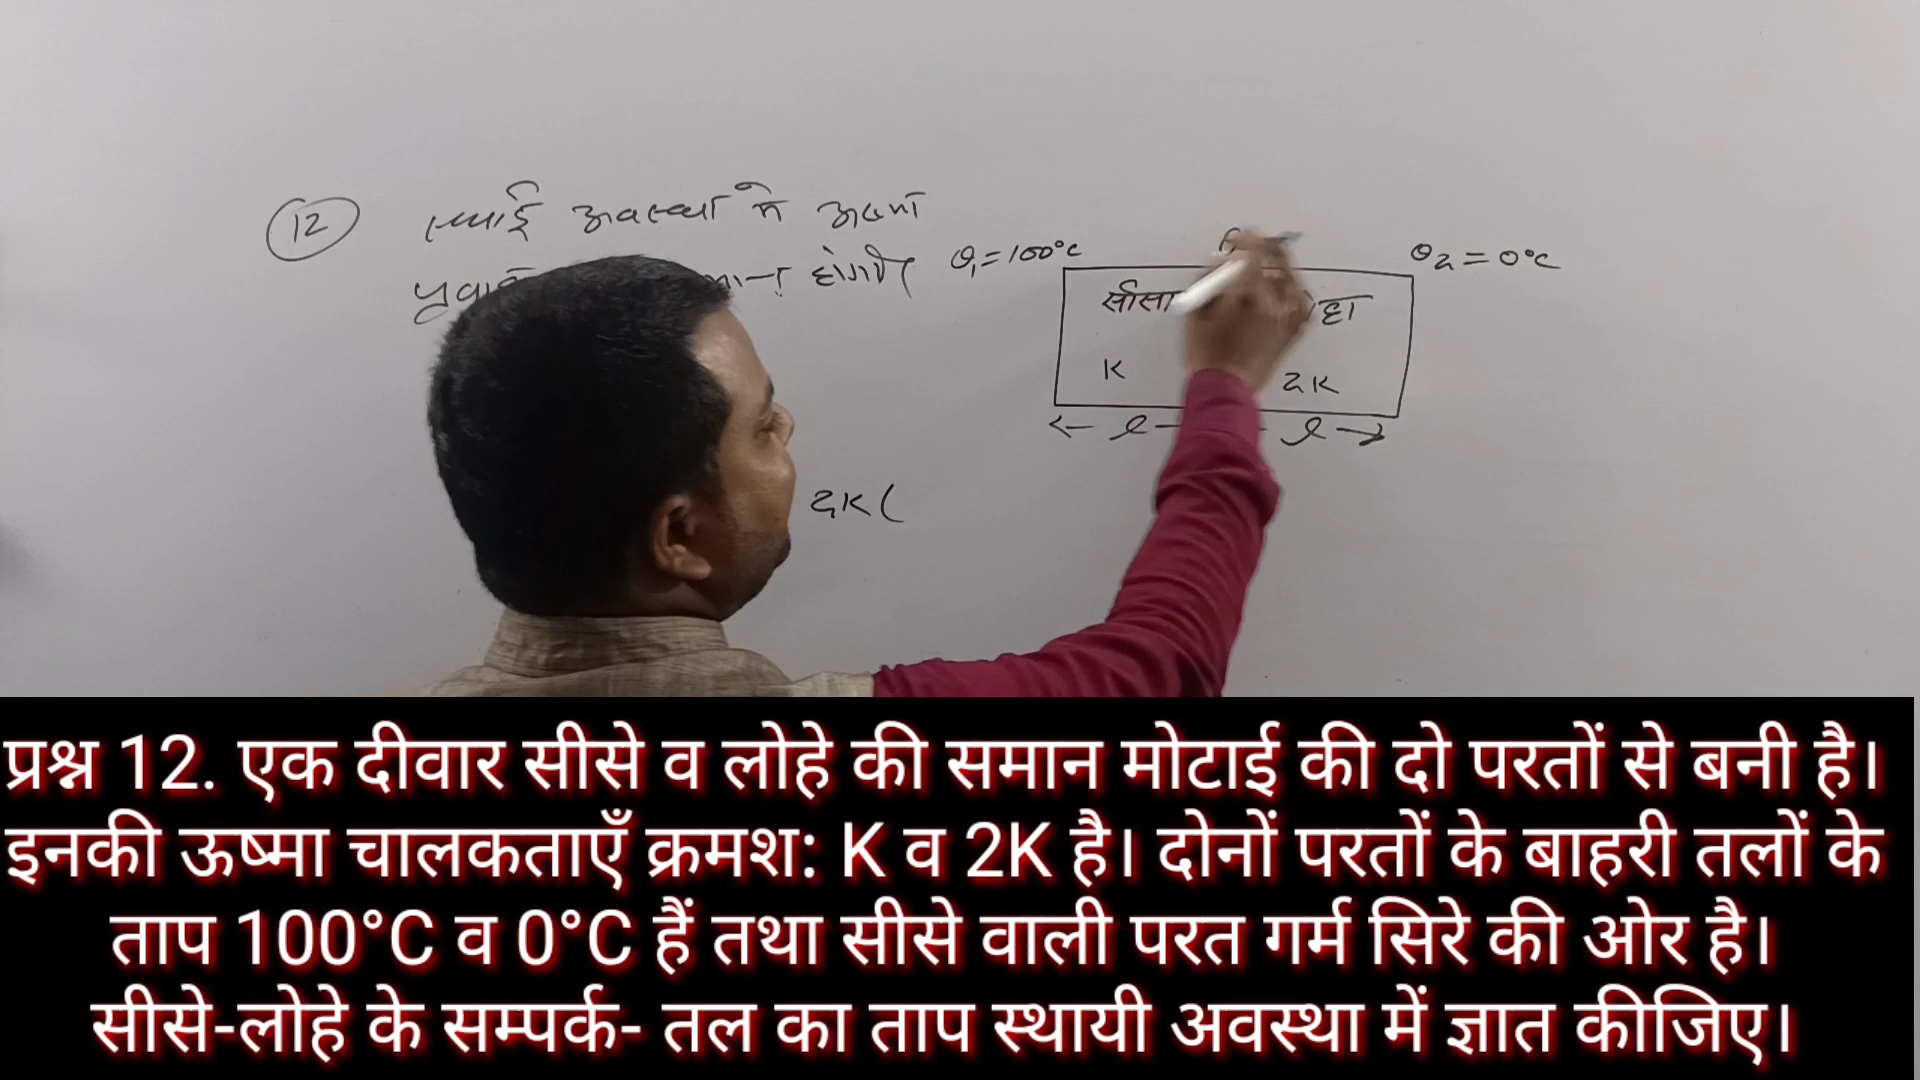 12 स्थाई अवस्था में ऊष्मा
होगी
θ₁ = 100°C
θ₂ = 0°C
सीसा
K 2K
← l l →
2K(
प्रश्न 12. एक दीवार सीसे व लोहे की समान मोटाई की दो परतों से बनी है।
इनकी ऊष्मा चालकताएँ क्रमश: K व 2K है। दोनों परतों के बाहरी तलों के
ताप 100°C व 0°C हैं तथा सीसे वाली परत गर्म सिरे की ओर है।
सीसे-लोहे के सम्पर्क- तल का ताप स्थायी अवस्था में ज्ञात कीजिए।